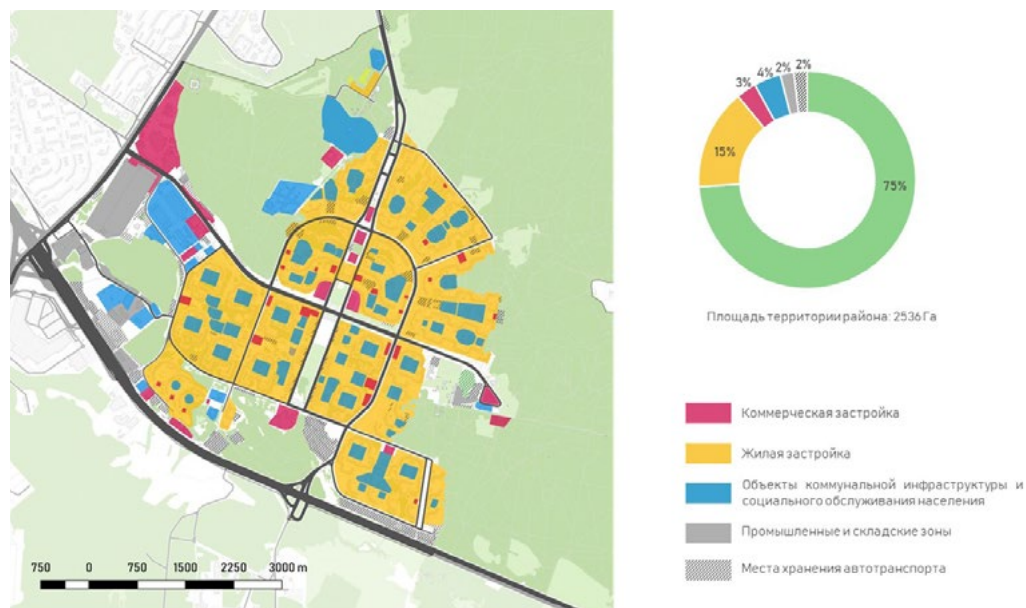 3%
4%
2%
2%
15%
75%
Площадь территории района: 2536 Га
Коммерческая застройка
Жилая застройка
Объекты коммунальной инфраструктуры и
социального обслуживания населения
Промышленные и складские зоны
Места хранения автотранспорта
750 0 750 1500 2250 3000 m